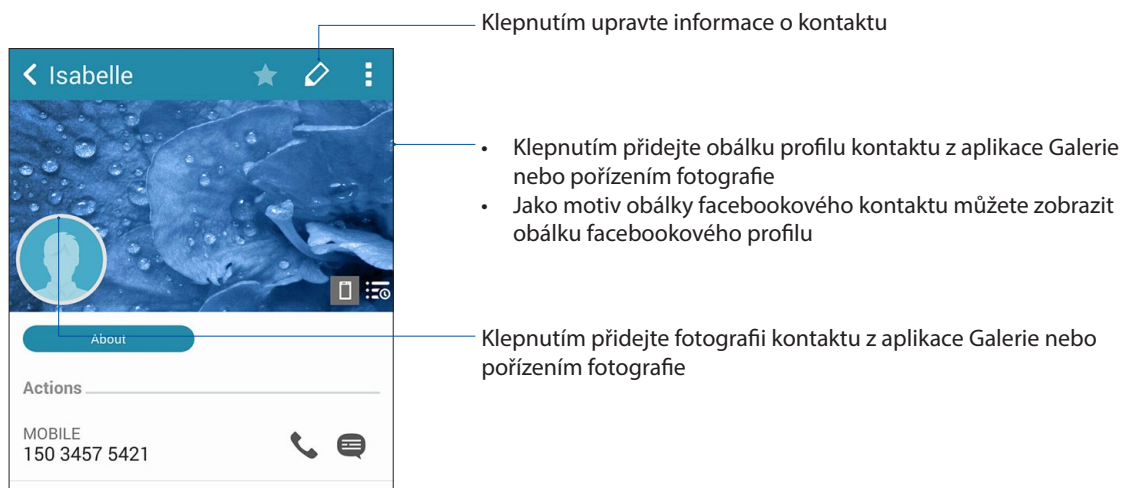 Klepnutím upravte informace o kontaktu
Isabelle
• Klepnutím přidejte obálku profilu kontaktu z aplikace Galerie
nebo pořízením fotografie
• Jako motiv obálky facebookového kontaktu můžete zobrazit
obálku facebookového profilu
About
Klepnutím přidejte fotografii kontaktu z aplikace Galerie nebo
pořízením fotografie
Actions
MOBILE
150 3457 5421